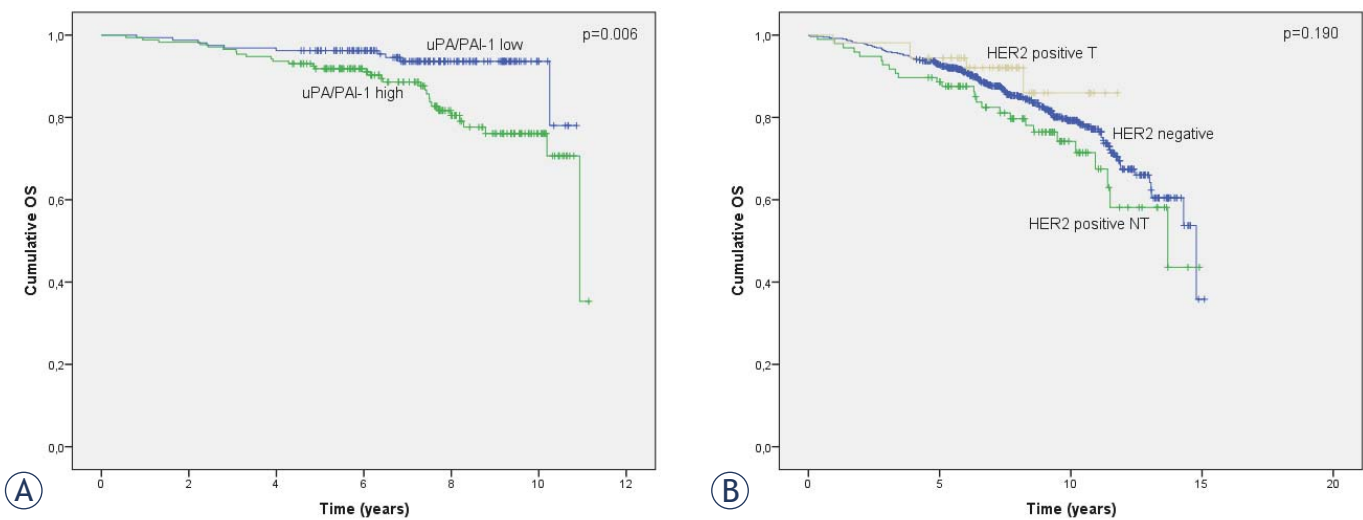 p=0.006
uPA/PAI-1 low
uPA/PAI-1 high
Cumulative OS
1,0
0,8
0,6
0,4
0,2
0,0
0 2 4 6 8 10 12
Time (years)
A
p=0.190
HER2 positive T
HER2 negative
HER2 positive NT
Cumulative OS
1,0
0,8
0,6
0,4
0,2
0,0
0 5 10 15 20
Time (years)
B